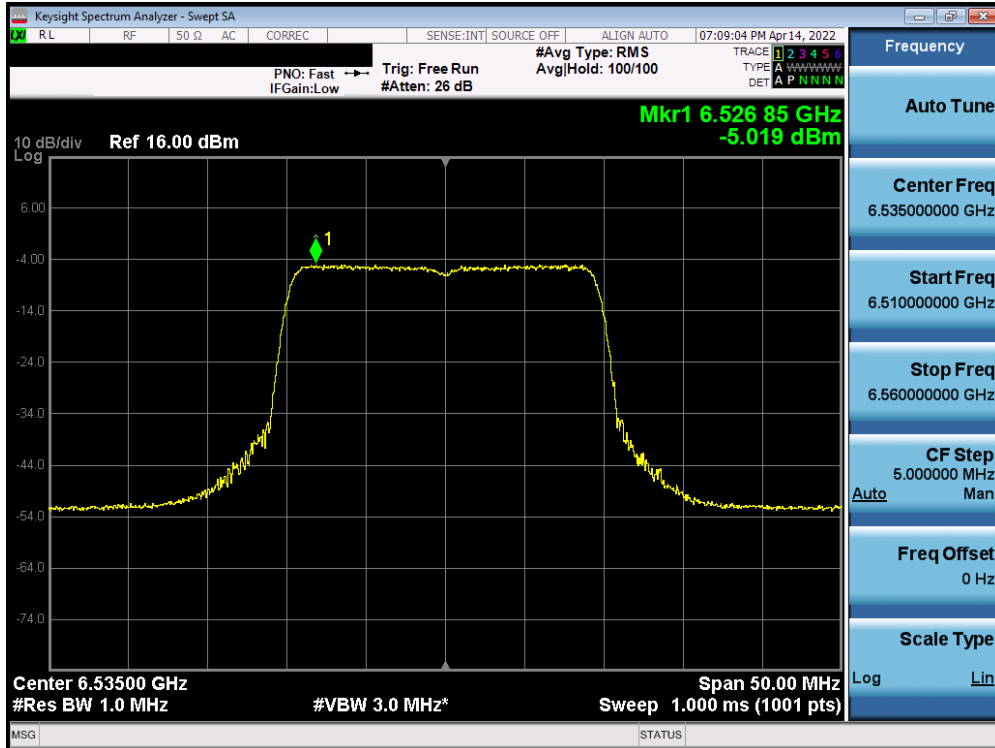 Keysight Spectrum Analyzer - Swept SA
LXI RL RF 50 Ω AC CORREC SENSE:INT SOURCE OFF ALIGN AUTO 07:09:04 PM Apr 14, 2022
#Avg Type: RMS TRACE 1 2 3 4 5 6
PNO: Fast Trig: Free Run Avg|Hold: 100/100 TYPE A WWWWW
IFGain:Low #Atten: 26 dB DET A P N N N N
Mkr1 6.526 85 GHz
10 dB/div Ref 16.00 dBm -5.019 dBm
Log
1
6.00
-4.00
-14.0
-24.0
-34.0
-44.0
-54.0
-64.0
-74.0
Center 6.53500 GHz Span 50.00 MHz
#Res BW 1.0 MHz #VBW 3.0 MHz* Sweep 1.000 ms (1001 pts)
MSG STATUS
Frequency
Auto Tune
Center Freq
6.535000000 GHz
Start Freq
6.510000000 GHz
Stop Freq
6.560000000 GHz
CF Step
5.000000 MHz
Auto Man
Freq Offset
0 Hz
Scale Type
Log Lin